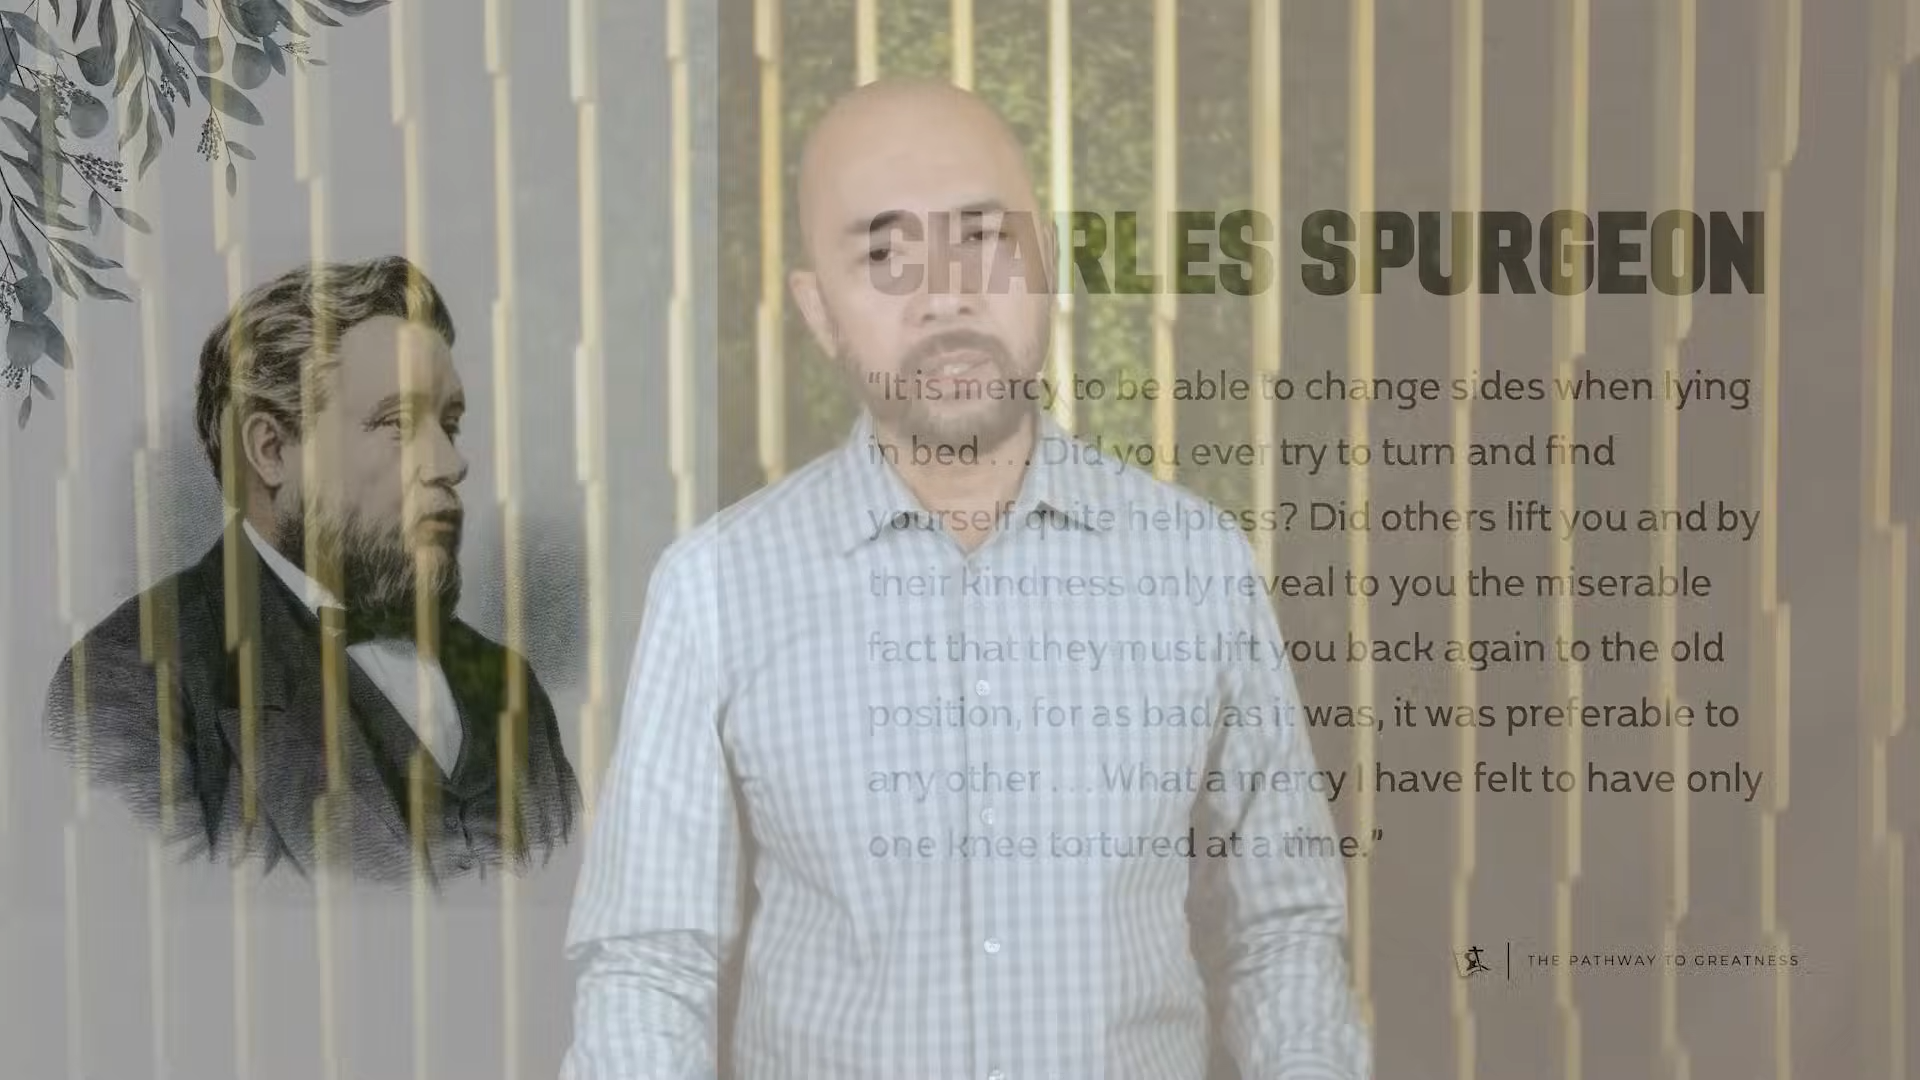 CHARLES SPURGEON
“It is mercy to be able to change sides when lying
in bed . . . Did you ever try to turn and find
yourself quite helpless? Did others lift you and by
their kindness only reveal to you the miserable
fact that they must lift you back again to the old
position, for as bad as it was, it was preferable to
any other . . . What a mercy I have felt to have only
one knee tortured at a time.”
THE PATHWAY TO GREATNESS